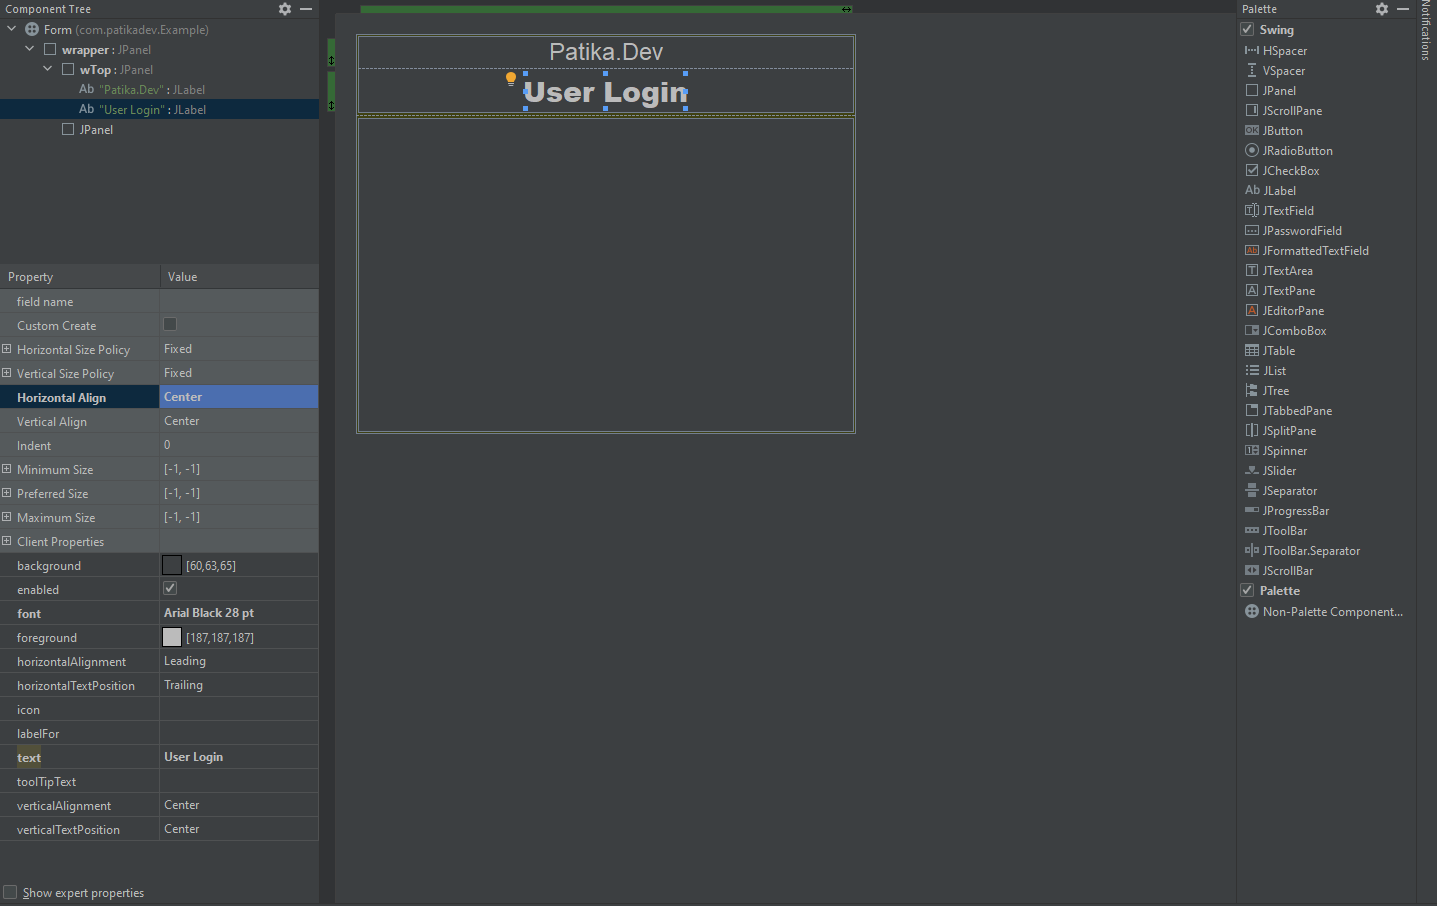 Component Tree
Form (com.patikadev.Example)
wrapper : JPanel
wTop : JPanel
Ab "Patika.Dev" : JLabel
Ab "User Login" : JLabel
JPanel
Property Value
field name
Custom Create
Horizontal Size Policy Fixed
Vertical Size Policy Fixed
Horizontal Align Center
Vertical Align Center
Indent 0
Minimum Size [-1, -1]
Preferred Size [-1, -1]
Maximum Size [-1, -1]
Client Properties
background [60,63,65]
enabled
font Arial Black 28 pt
foreground [187,187,187]
horizontalAlignment Leading
horizontalTextPosition Trailing
icon
labelFor
text User Login
toolTipText
verticalAlignment Center
verticalTextPosition Center
Show expert properties
Patika.Dev
User Login
Palette
Swing
HSpacer
VSpacer
JPanel
JScrollPane
OK JButton
JRadioButton
JCheckBox
Ab JLabel
JTextField
JPasswordField
Ab JFormattedTextField
T JTextArea
A JTextPane
A JEditorPane
JComboBox
JTable
JList
JTree
JTabbedPane
JSplitPane
JSpinner
JSlider
JSeparator
JProgressBar
JToolBar
JToolBar.Separator
JScrollBar
Palette
Non-Palette Component...
Notifications